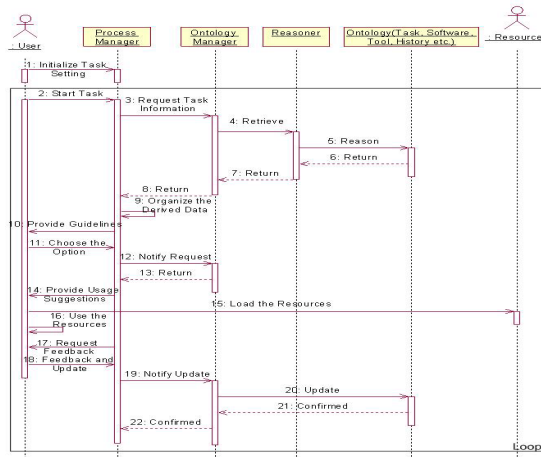 : User
Process
Manager
Ontology
Manager
Reasoner
Ontology(Task, Software,
Tool, History etc.)
: Resource
1: Initialize Task
Setting
2: Start Task
3: Request Task
Information
4: Retrieve
5: Reason
6: Return
7: Return
8: Return
9: Organize the
Derived Data
10: Provide Guidelines
11: Choose the
Option
12: Notify Request
13: Return
14: Provide Usage
Suggestions
15: Load the Resources
16: Use the
Resources
17: Request
Feedback
18: Feedback and
Update
19: Notify Update
20: Update
21: Confirmed
22: Confirmed
Loop